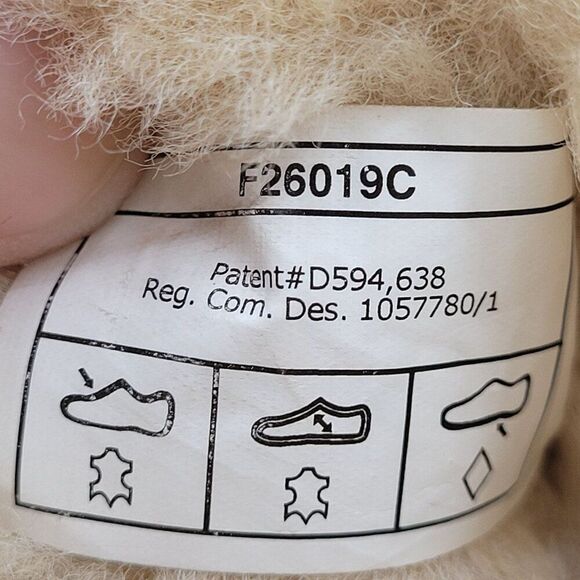 F26019C
Patent#D594,638
Reg. Com. Des. 1057780/1